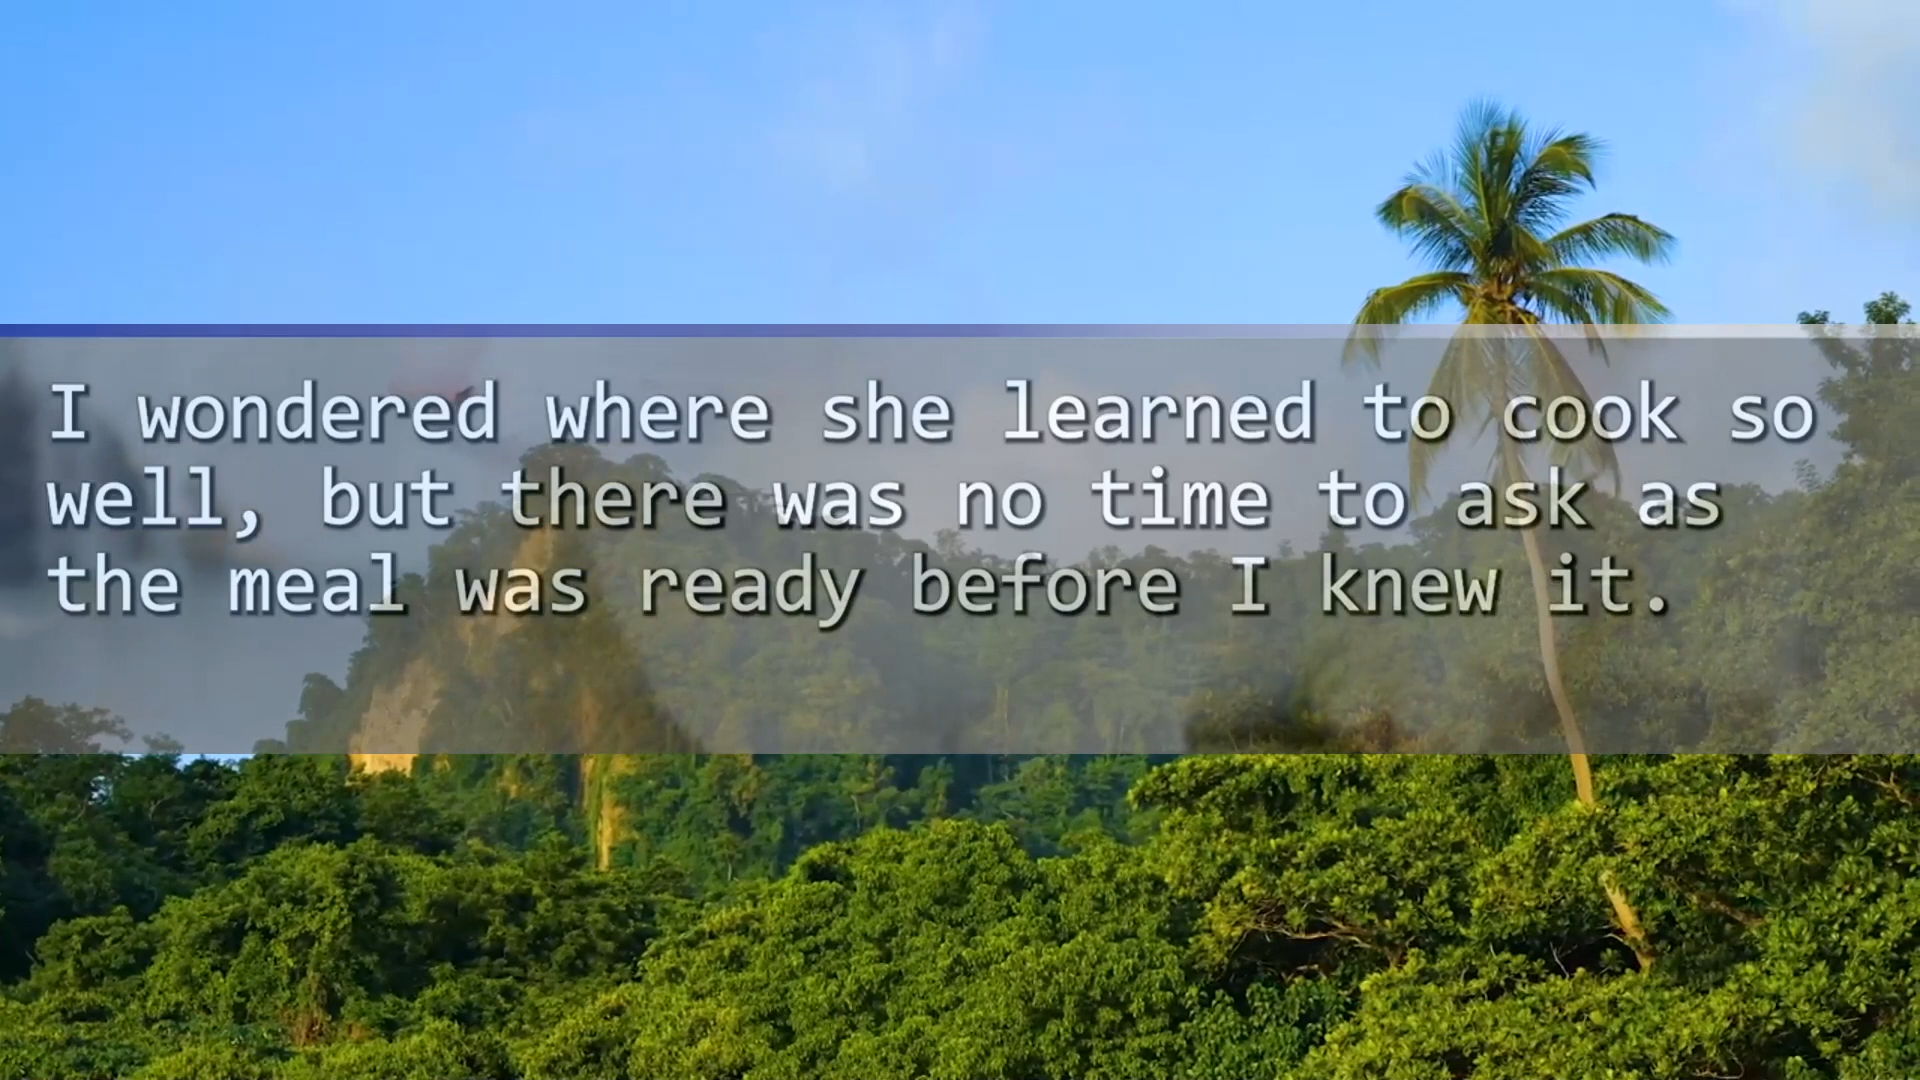 I wondered where she learned to cook so
well, but there was no time to ask as
the meal was ready before I knew it.